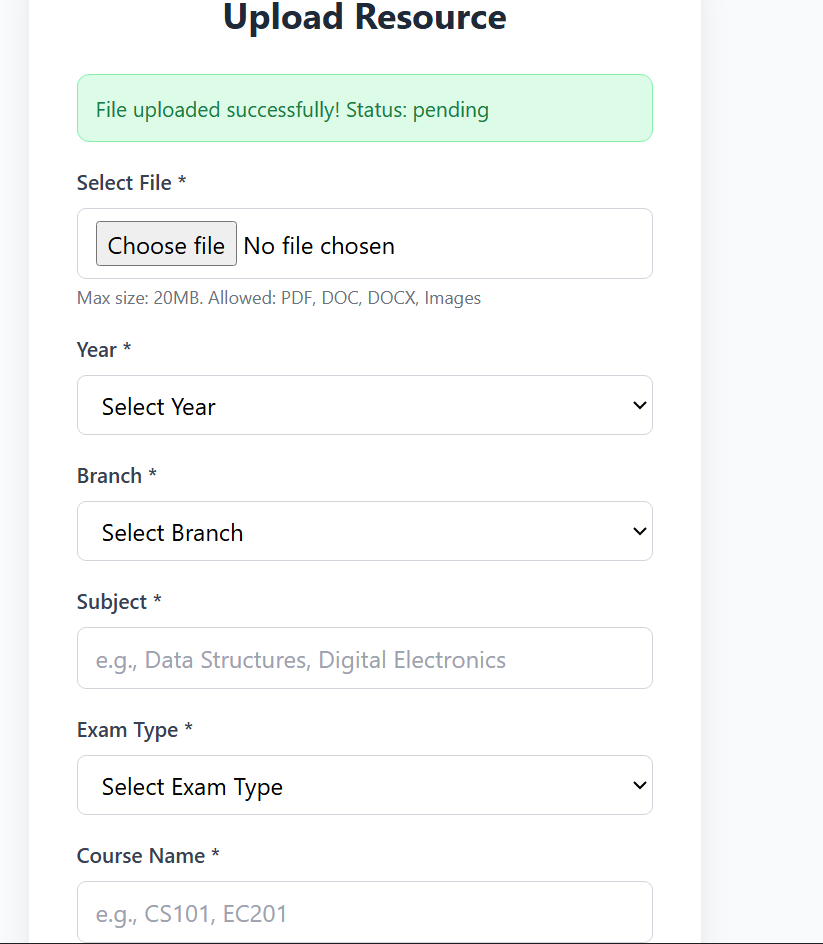 Upload Resource
File uploaded successfully! Status: pending
Select File *
Choose file No file chosen
Max size: 20MB. Allowed: PDF, DOC, DOCX, Images
Year *
Select Year
Branch *
Select Branch
Subject *
e.g., Data Structures, Digital Electronics
Exam Type *
Select Exam Type
Course Name *
e.g., CS101, EC201